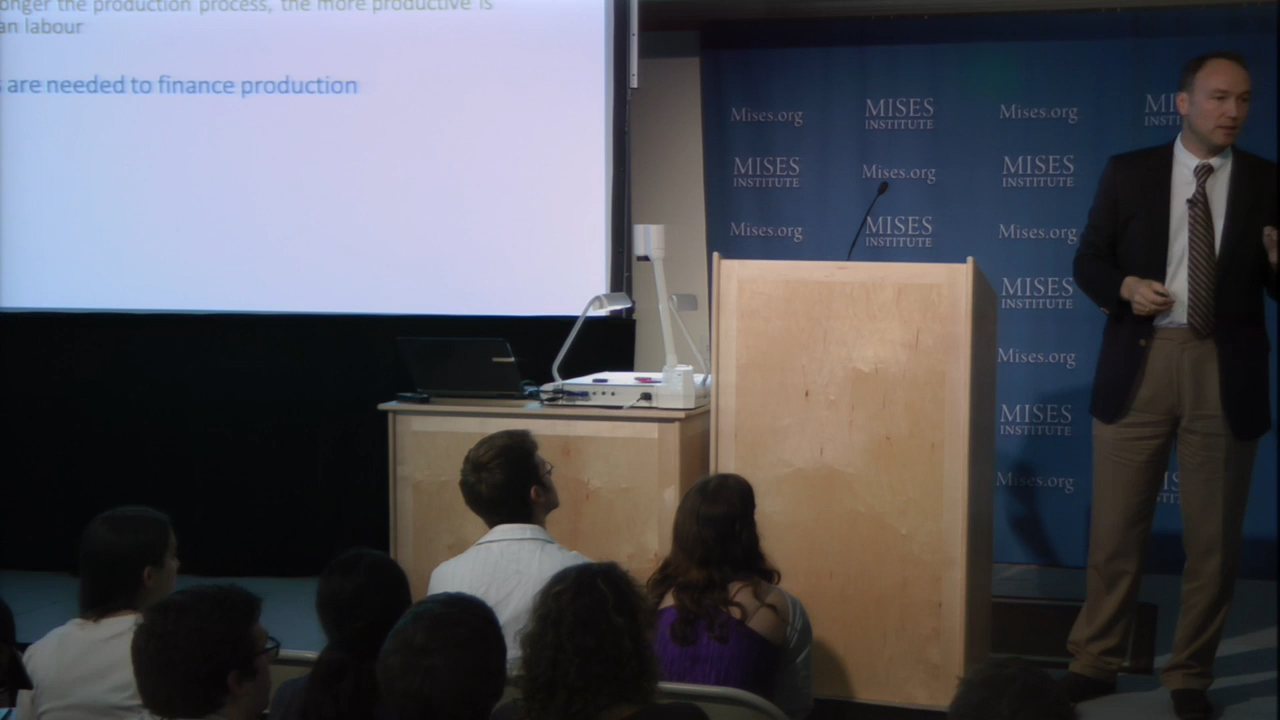 onger the production process, the more productive is
an labour
are needed to finance production
Mises.org
MISES
INSTITUTE
Mises.org
MI
INSTIT
MISES
INSTITUTE
Mises.org
MISES
INSTITUTE
Mises.org
MISES
INSTITUTE
Mises.org
MISES
INSTITUTE
Mises.org
MISES
INSTITUTE
Mises.org